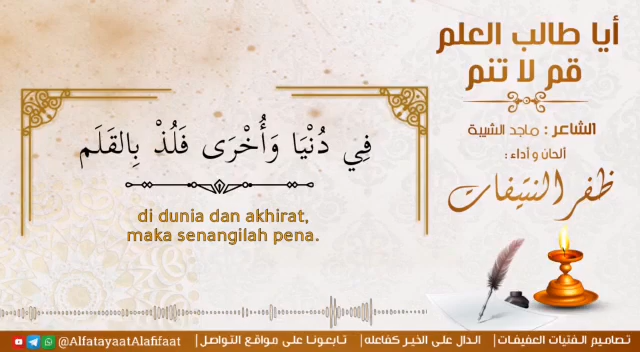 أيا طالب العلم
قم لا تنم
الشاعر : ماجد الشيبة
ألحان و أداء :
ظفر النتيفات
فِي دُنْيَا وَأُخْرَى فَلُذْ بِالقَلَم
di dunia dan akhirat,
maka senangilah pena.
تصاميم الفتيات العفيفات| الدال على الخير كفاعله| تابعونا على مواقع التواصل| @AlfatayaatAlafifaat